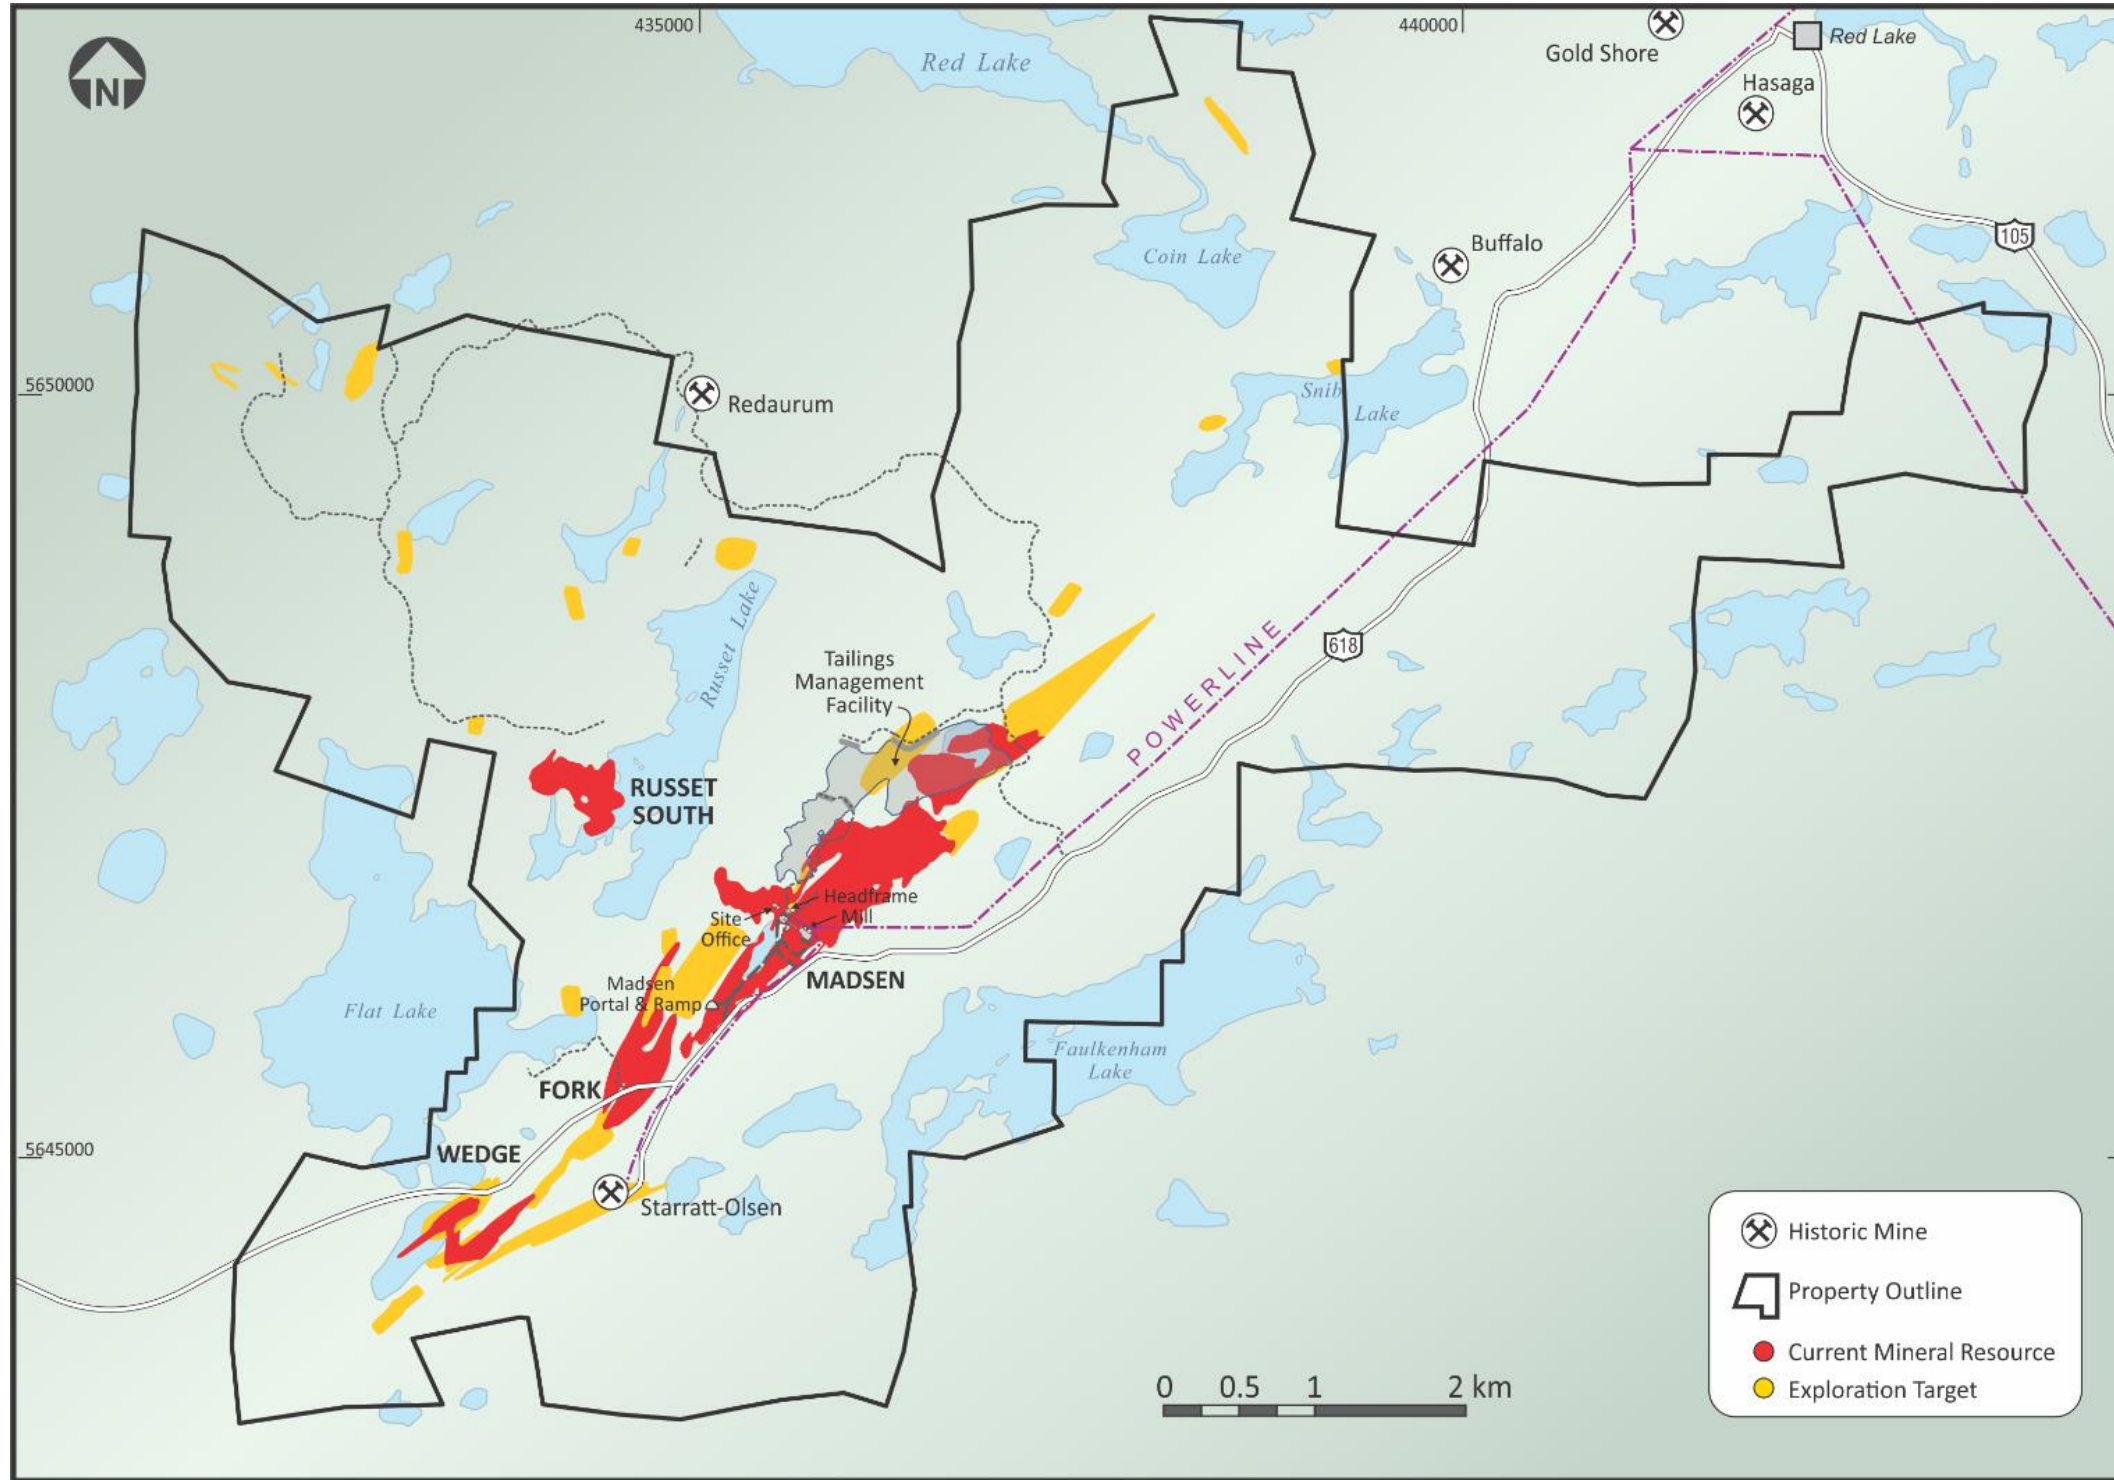 435000
440000
N
Gold Shore
Red Lake
Red Lake
Hasaga
105
Buffalo
Coin Lake
5650000
Redaurum
Snib
Lake
Russet Lake
618
POWERLINE
Tailings
Management
Facility
RUSSET
SOUTH
Headframe
Mill
Site
Office
MADSEN
Madsen
Portal & Ramp
Flat Lake
Faulkenham
Lake
FORK
5645000
WEDGE
Starratt-Olsen
0 0.5 1 2 km
Historic Mine
Property Outline
Current Mineral Resource
Exploration Target